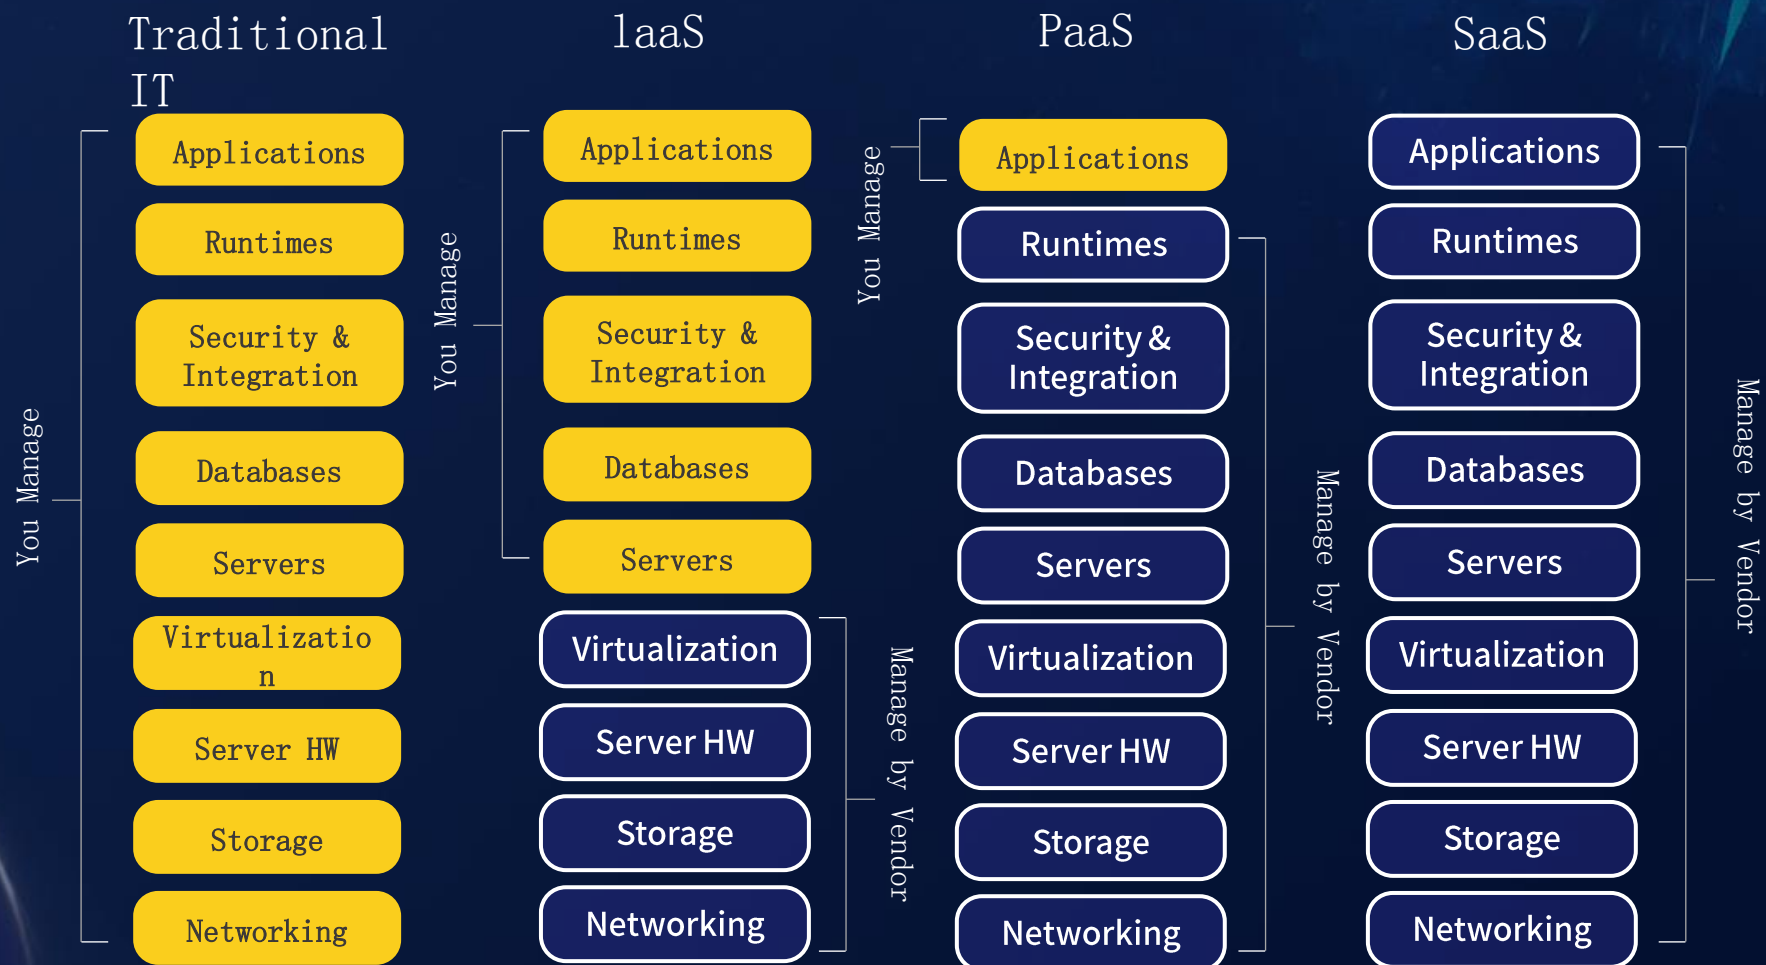 Traditional
IT
You Manage
Applications
Runtimes
Security &
Integration
Databases
Servers
Virtualizatio
n
Server HW
Storage
Networking
laaS
You Manage
Applications
Runtimes
Security &
Integration
Databases
Servers
Virtualization
Server HW
Storage
Networking
Manage by Vendor
PaaS
You Manage
Applications
Runtimes
Security &
Integration
Databases
Servers
Virtualization
Server HW
Storage
Networking
Manage by Vendor
SaaS
Applications
Runtimes
Security &
Integration
Databases
Servers
Virtualization
Server HW
Storage
Networking
Manage by Vendor